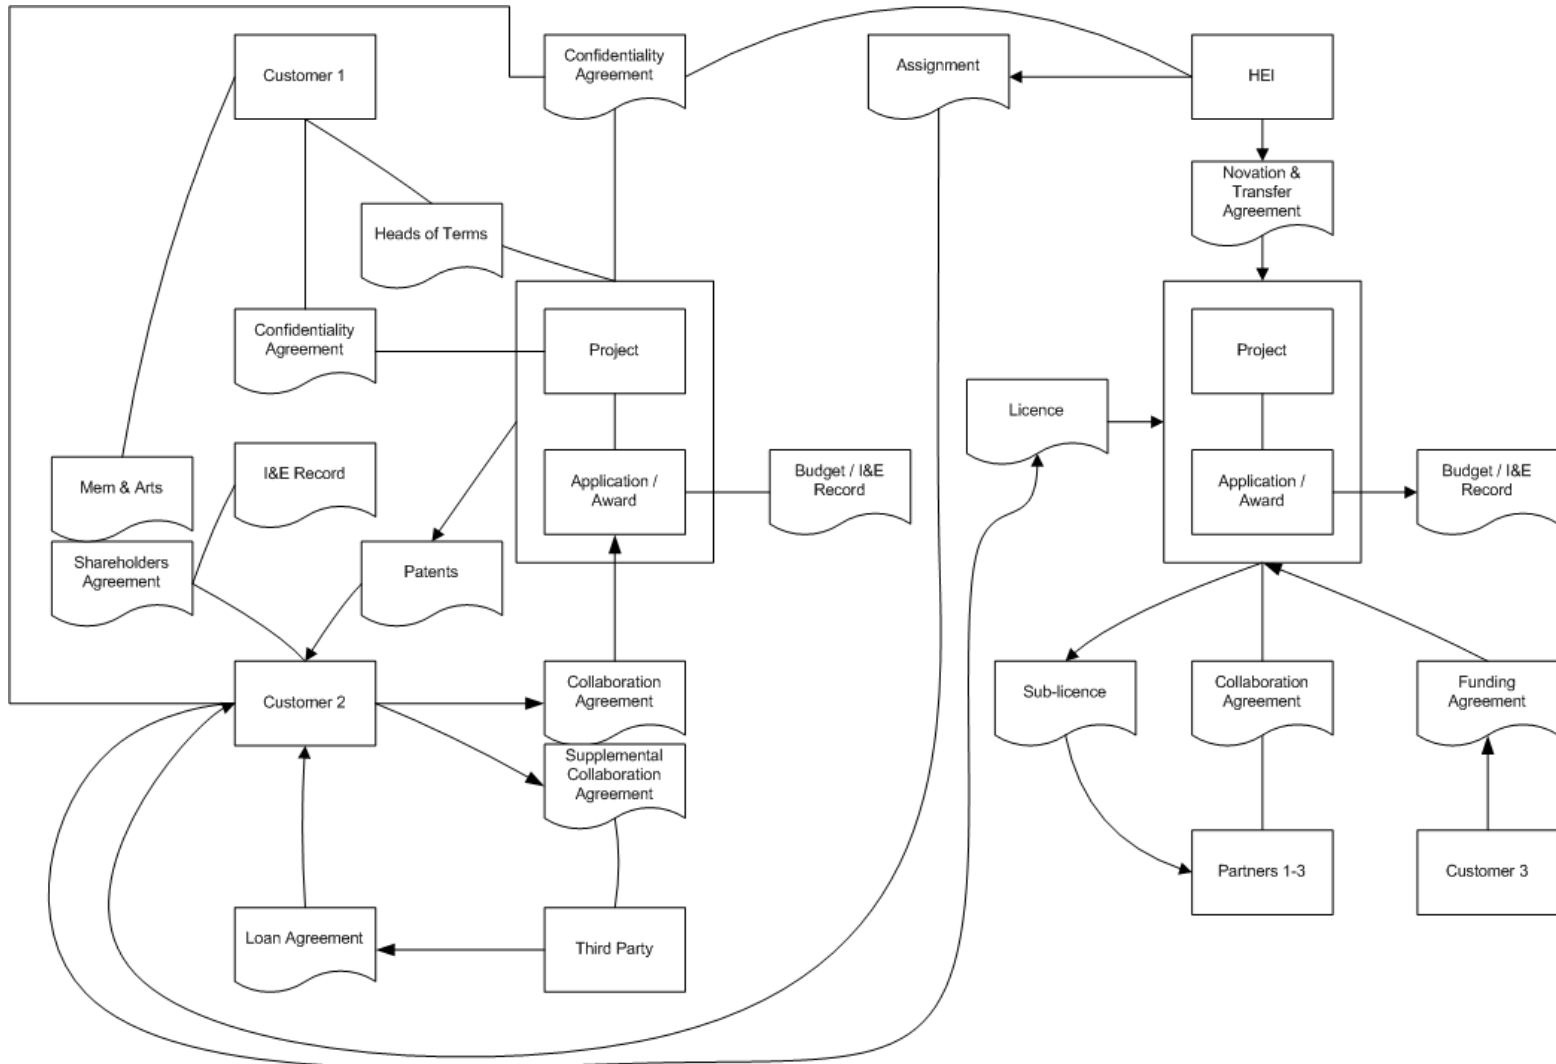 Customer 1
Confidentiality
Agreement
Assignment
HEI
Novation &
Transfer
Agreement
Heads of Terms
Confidentiality
Agreement
Project
Project
Licence
Mem & Arts
I&E Record
Application /
Award
Budget / I&E
Record
Application /
Award
Budget / I&E
Record
Shareholders
Agreement
Patents
Customer 2
Collaboration
Agreement
Sub-licence
Collaboration
Agreement
Funding
Agreement
Supplemental
Collaboration
Agreement
Partners 1-3
Customer 3
Loan Agreement
Third Party